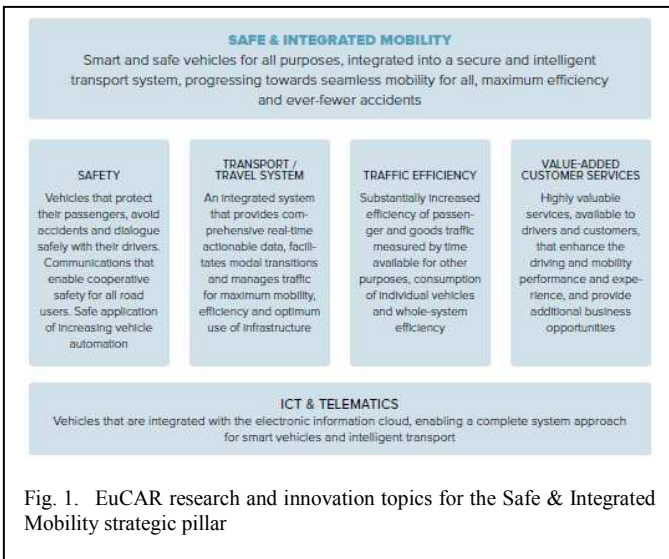 SAFE & INTEGRATED MOBILITY
Smart and safe vehicles for all purposes, integrated into a secure and intelligent
transport system, progressing towards seamless mobility for all, maximum efficiency
and ever-fewer accidents
SAFETY
Vehicles that protect
their passengers, avoid
accidents and dialogue
safely with their drivers.
Communications that
enable cooperative
safety for all road
users. Safe application
of increasing vehicle
automation
TRANSPORT /
TRAVEL SYSTEM
An integrated system
that provides com-
prehensive real-time
actionable data, facili-
tates modal transitions
and manages traffic
for maximum mobility,
efficiency and optimum
use of infrastructure
TRAFFIC EFFICIENCY
Substantially increased
efficiency of passen-
ger and goods traffic
measured by time
available for other
purposes, consumption
of individual vehicles
and whole-system
efficiency
VALUE-ADDED
CUSTOMER SERVICES
Highly valuable
services, available to
drivers and customers,
that enhance the
driving and mobility
performance and expe-
rience, and provide
additional business
opportunities
ICT & TELEMATICS
Vehicles that are integrated with the electronic information cloud, enabling a complete system approach
for smart vehicles and intelligent transport
Fig. 1. EuCAR research and innovation topics for the Safe & Integrated
Mobility strategic pillar